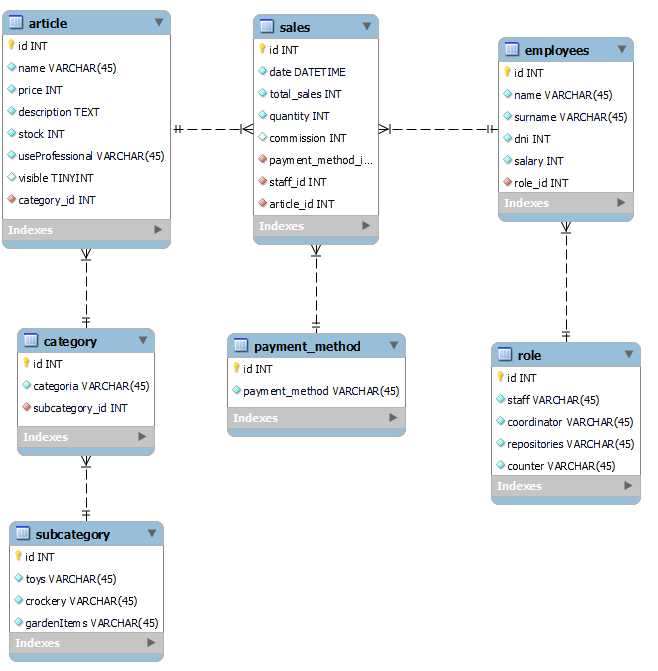 article
id INT
name VARCHAR(45)
price INT
description TEXT
stock INT
useProfessional VARCHAR(45)
visible TINYINT
category_id INT
Indexes
sales
id INT
date DATETIME
total_sales INT
quantity INT
commission INT
payment_method_i...
staff_id INT
article_id INT
Indexes
employees
id INT
name VARCHAR(45)
surname VARCHAR(45)
dni INT
salary INT
role_id INT
Indexes
category
id INT
categoria VARCHAR(45)
subcategory_id INT
Indexes
payment_method
id INT
payment_method VARCHAR(45)
Indexes
role
id INT
staff VARCHAR(45)
coordinator VARCHAR(45)
repositories VARCHAR(45)
counter VARCHAR(45)
Indexes
subcategory
id INT
toys VARCHAR(45)
crockery VARCHAR(45)
gardenItems VARCHAR(45)
Indexes